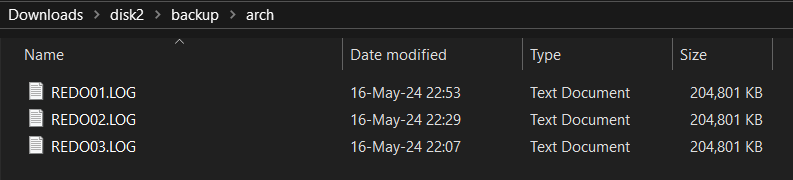 Downloads > disk2 > backup > arch
Name Date modified Type Size
REDO01.LOG 16-May-24 22:53 Text Document 204,801 KB
REDO02.LOG 16-May-24 22:29 Text Document 204,801 KB
REDO03.LOG 16-May-24 22:07 Text Document 204,801 KB